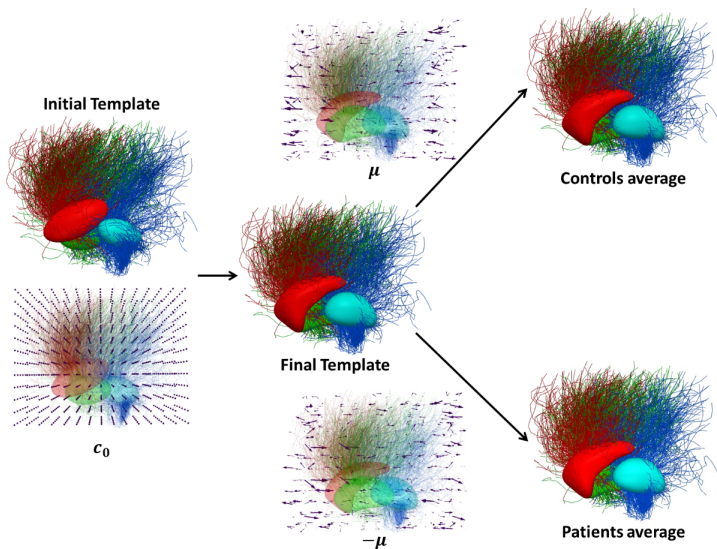 Initial Template
c₀
μ
Final Template
−μ
Controls average
Patients average